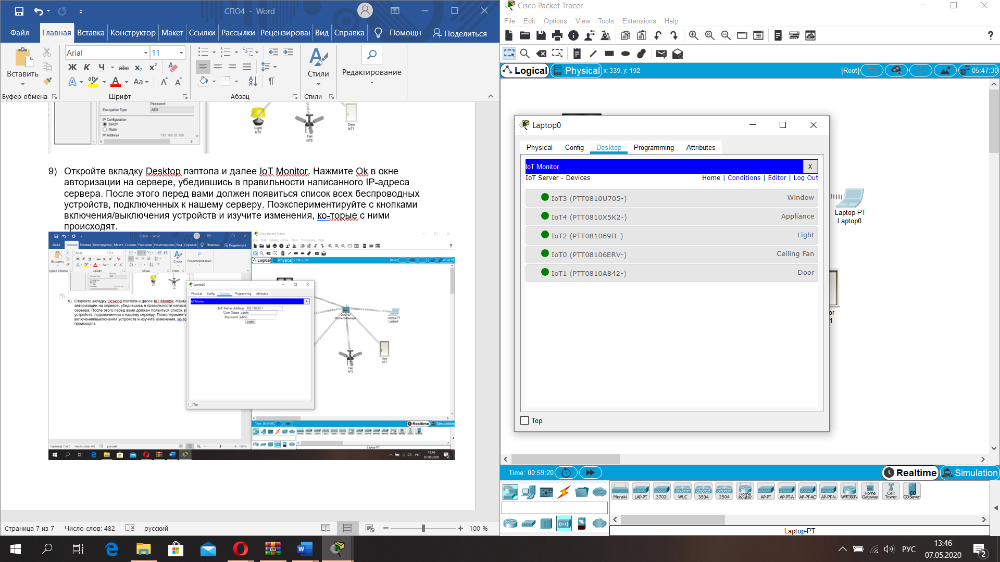 СПО4 - Word
Файл Главная Вставка Конструктор Макет Ссылки Рассылки Рецензирован Вид Справка Помощн Поделиться
Вставить
Буфер обмена
Arial 11
Ж К Ч abc x₂ x²
A A Aa A A
Шрифт
Абзац
Стили
Стили
Редактирование
Password
Encryption Type AES
IP Configuration
DHCP
Static
IP Address 192.168.25.108
Light
IoT2
Fan
IoT0
Door
IoT1
9) Откройте вкладку Desktop лэптопа и далее IoT Monitor. Нажмите Ok в окне
авторизации на сервере, убедившись в правильности написанного IP-адреса
сервера. После этого перед вами должен появиться список всех беспроводных
устройств, подключенных к нашему серверу. Поэкспериментируйте с кнопками
включения/выключения устройств и изучите изменения, ко-торые с ними
происходят.
СПО4 - Word
Cisco Packet Tracer
Logical Physical x: 339, y: 192
Laptop0
Physical Config Desktop Programming Attributes
IoT Monitor X
IoT Server Address: 192.168.25.1
User Name: admin
Password: admin
Login
Top
9) Откройте вкладку Desktop лэптопа и далее IoT Monitor. Нажм
авторизации на сервере, убедившись в правильности написа
сервера. После этого перед вами должен появиться список в
устройств, подключенных к нашему серверу. Поэкспериментир
включения/выключения устройств и изучите изменения, ко-то
происходят.
Home Gateway0
Laptop-PT
Laptop0
Fan
IoT0
Door
IoT1
Time: 00:59:06
Realtime Simulation
Страница 7 из 7 Число слов: 482 русский 100 %
Laptop-PT
РУС 13:46
07.05.2020
Страница 7 из 7 Число слов: 482 русский 100 %
Cisco Packet Tracer
File Edit Options View Tools Extensions Help
Logical Physical x: 339, y: 192 [Root] 05:47:30
Laptop0
Physical Config Desktop Programming Attributes
IoT Monitor X
IoT Server - Devices Home | Conditions | Editor | Log Out
IoT3 (PTT0810U705-) Window
IoT4 (PTT0810X5K2-) Appliance
IoT2 (PTT081069II-) Light
IoT0 (PTT08106ERV-) Ceiling Fan
IoT1 (PTT0810A842-) Door
Top
Laptop-PT
Laptop0
or
1
Time: 00:59:20 Realtime Simulation
Meraki LAP-PT 3702i WLC 3504 2504 Home Router AP-PT AP-PT-A AP-PT-AC AP-PT-N WRT300N Home Gateway Cell Tower CO Server
Laptop-PT
РУС 13:46
07.05.2020 2